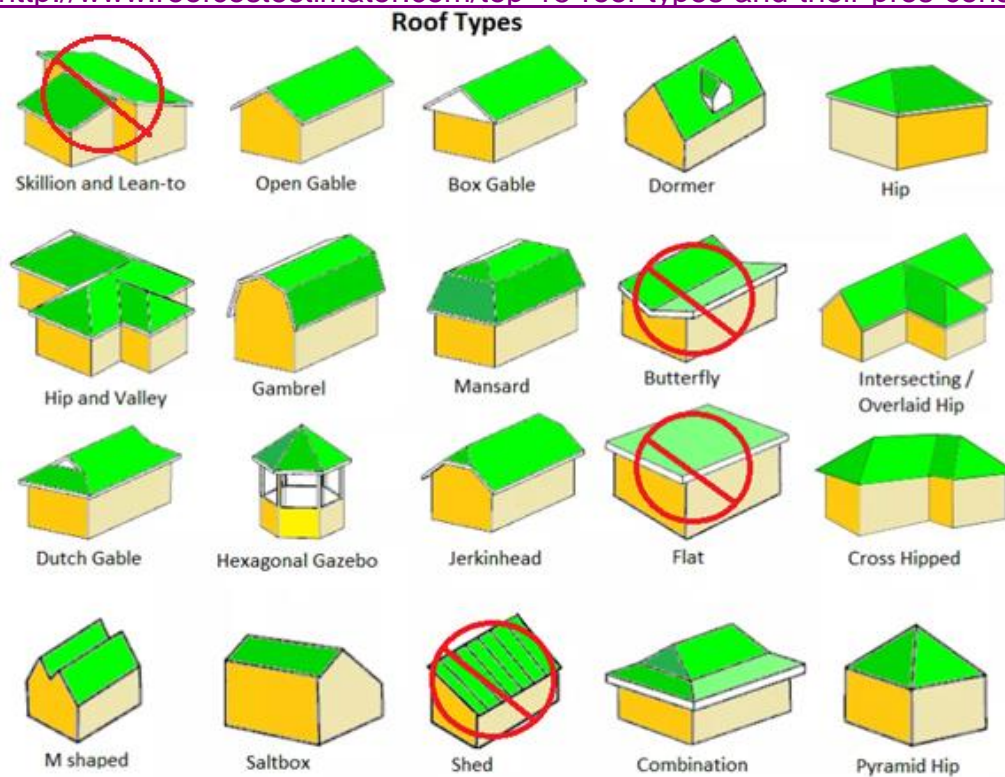 Roof Types
Skillion and Lean-to
Open Gable
Box Gable
Dormer
Hip
Hip and Valley
Gambrel
Mansard
Butterfly
Intersecting /
Overlaid Hip
Dutch Gable
Hexagonal Gazebo
Jerkinhead
Flat
Cross Hipped
M shaped
Saltbox
Shed
Combination
Pyramid Hip